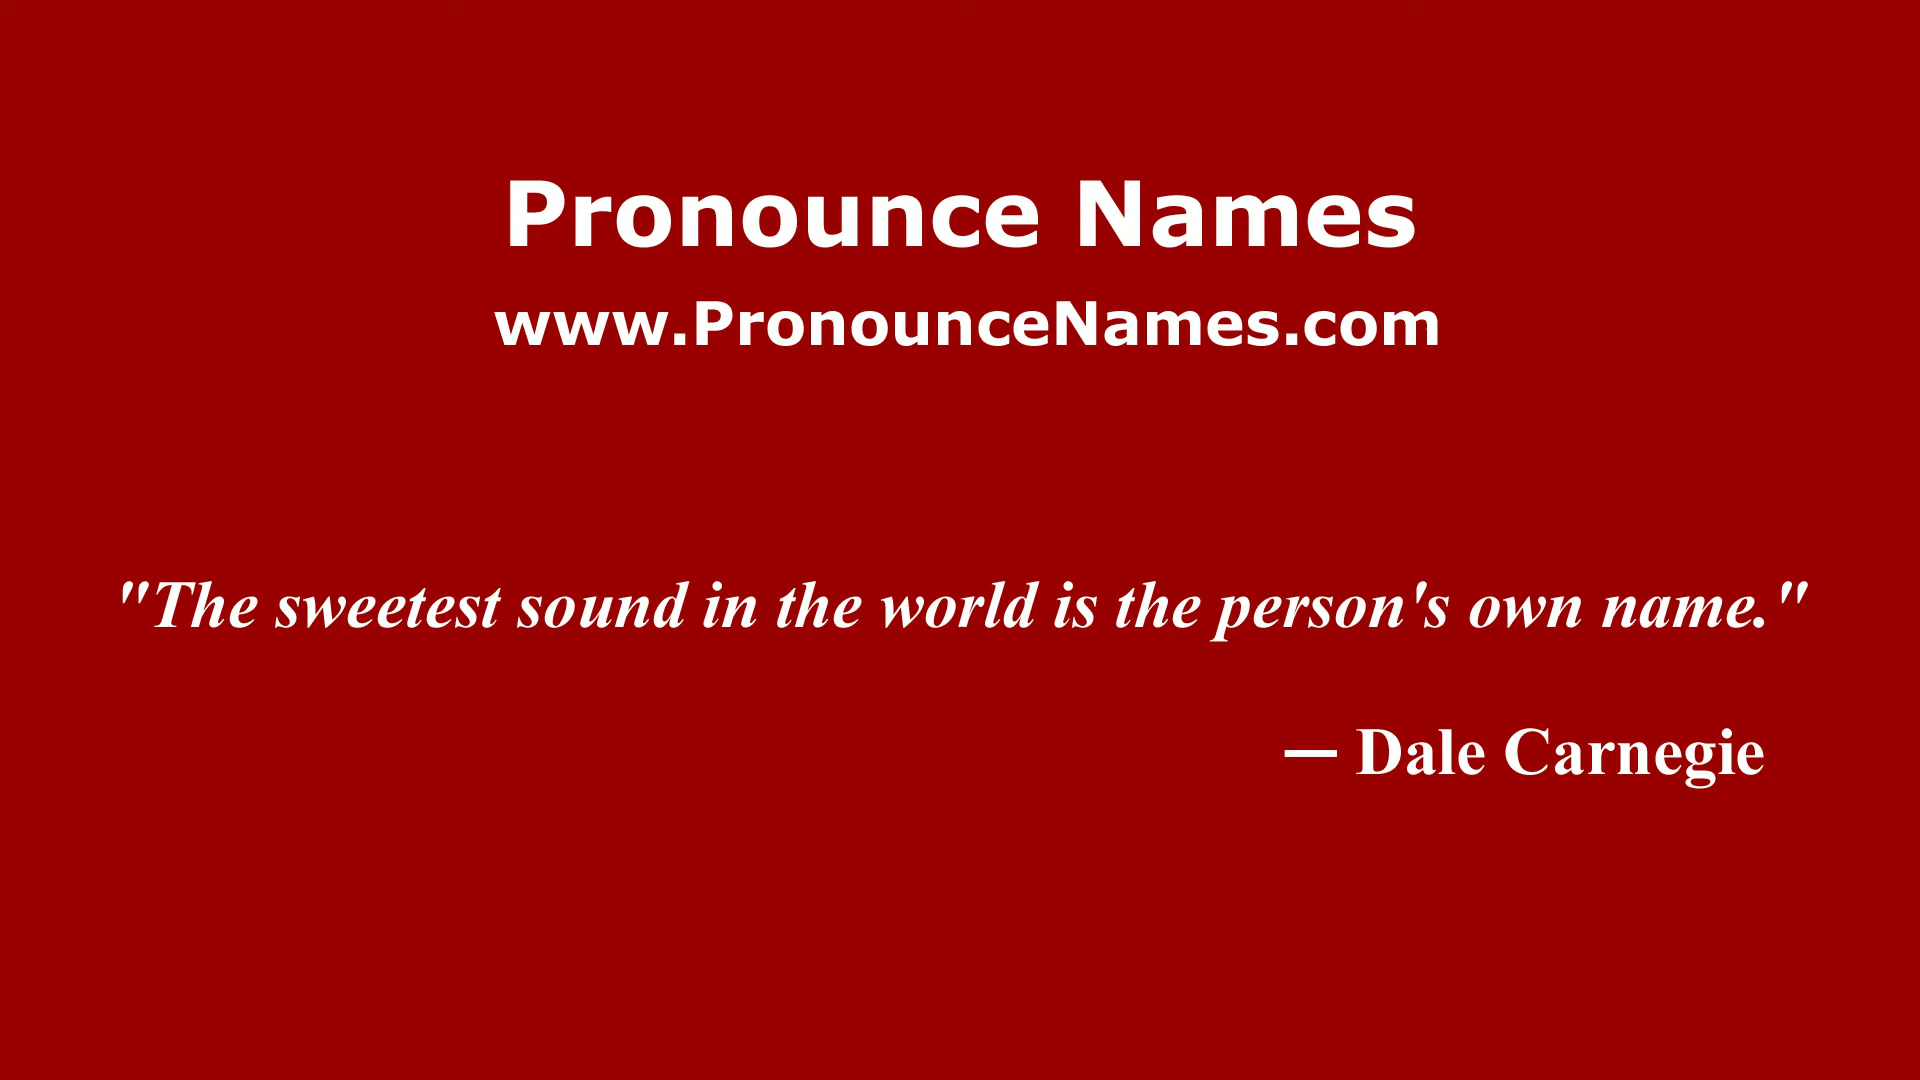 Pronounce Names
www.PronounceNames.com
"The sweetest sound in the world is the person's own name."
— Dale Carnegie